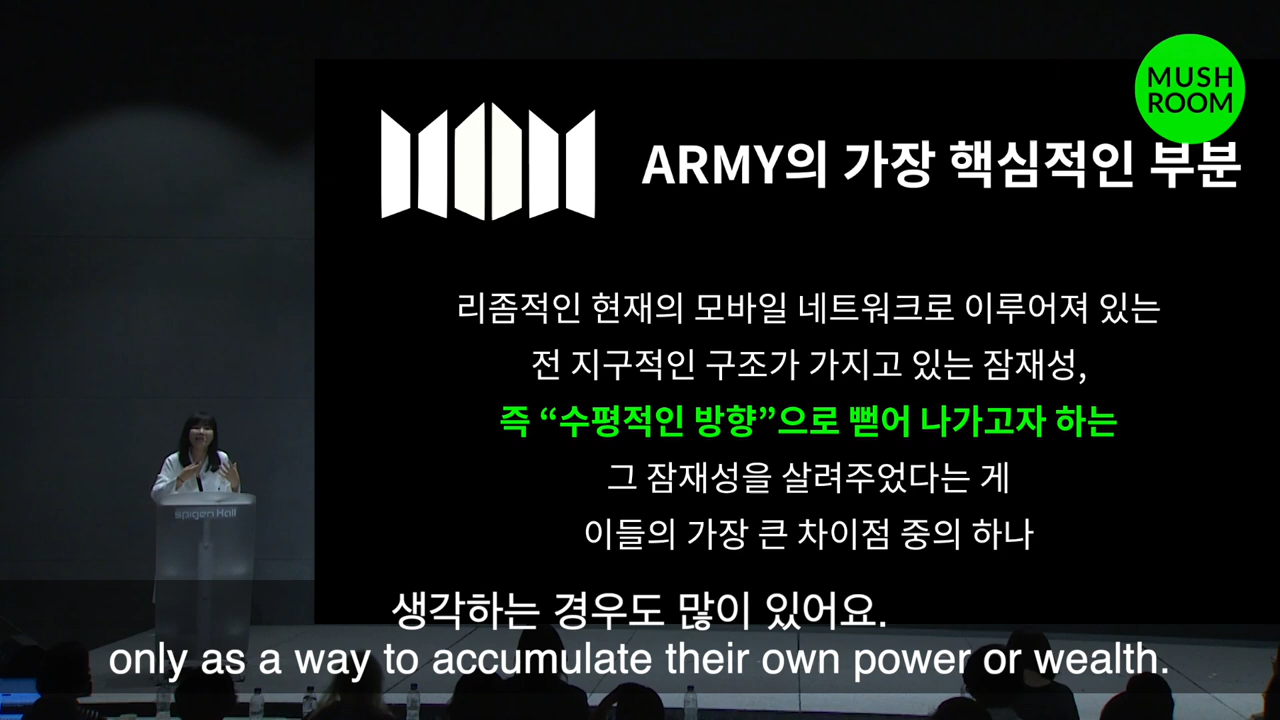 MUSH
ROOM
ARMY의 가장 핵심적인 부분
리좀적인 현재의 모바일 네트워크로 이루어져 있는
전 지구적인 구조가 가지고 있는 잠재성,
즉 “수평적인 방향”으로 뻗어 나가고자 하는
그 잠재성을 살려주었다는 게
이들의 가장 큰 차이점 중의 하나
spigen Hall
생각하는 경우도 많이 있어요.
only as a way to accumulate their own power or wealth.